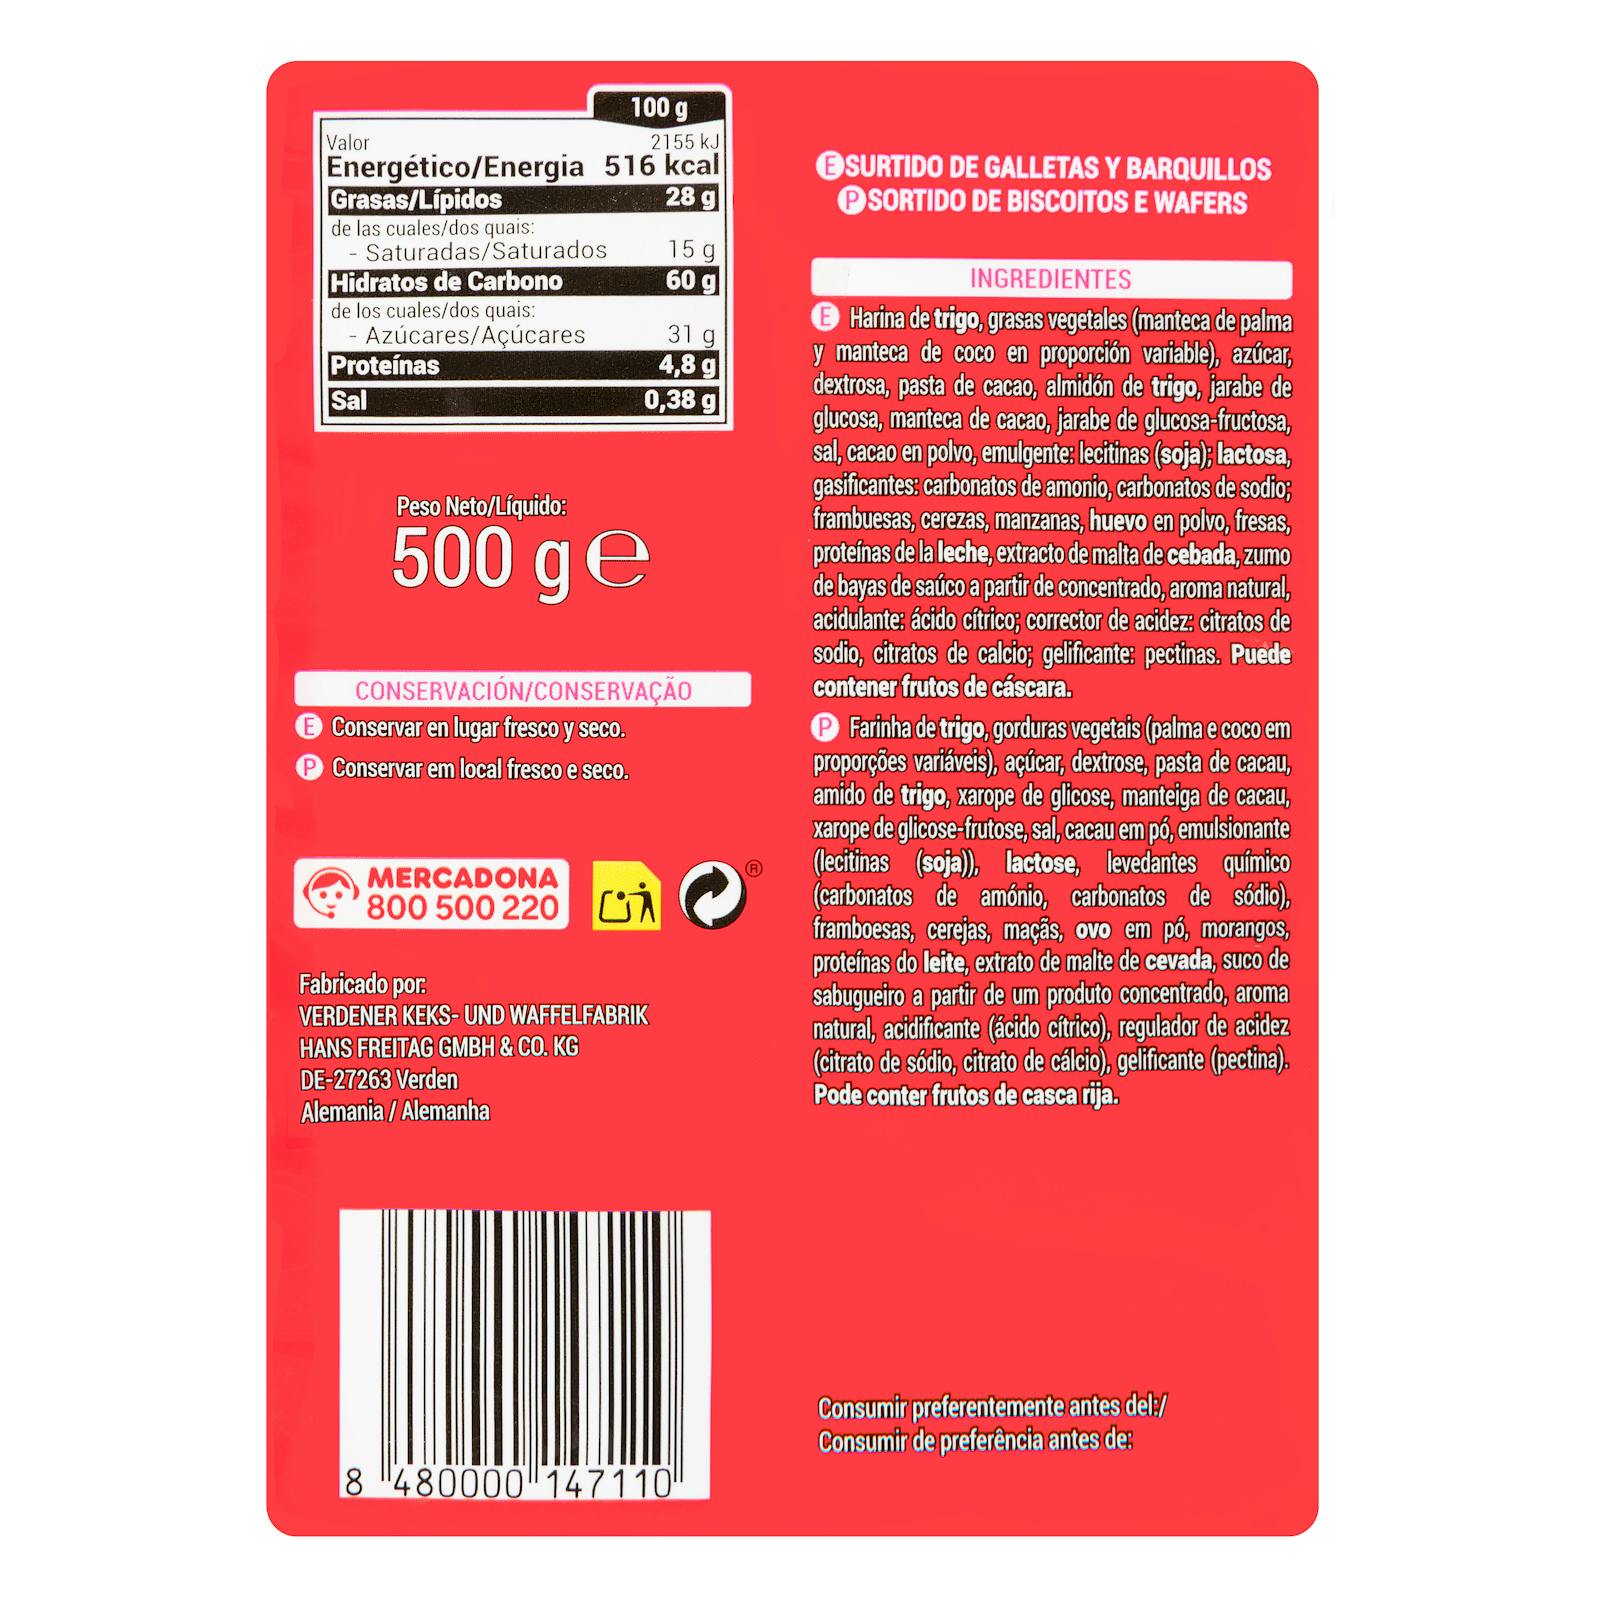 100 g
Valor 2155 kJ
Energético/Energia 516 kcal
Grasas/Lípidos 28 g
de las cuales/dos quais:
- Saturadas/Saturados 15 g
Hidratos de Carbono 60 g
de los cuales/dos quais:
- Azúcares/Açúcares 31 g
Proteínas 4,8 g
Sal 0,38 g
Peso Neto/Líquido:
500 g e
CONSERVACIÓN/CONSERVAÇÃO
E Conservar en lugar fresco y seco.
P Conservar em local fresco e seco.
MERCADONA
800 500 220
®
Fabricado por:
VERDENER KEKS- UND WAFFELFABRIK
HANS FREITAG GMBH & CO. KG
DE-27263 Verden
Alemania / Alemanha
8 480000 147110
E SURTIDO DE GALLETAS Y BARQUILLOS
P SORTIDO DE BISCOITOS E WAFERS
INGREDIENTES
E Harina de trigo, grasas vegetales (manteca de palma
y manteca de coco en proporción variable), azúcar,
dextrosa, pasta de cacao, almidón de trigo, jarabe de
glucosa, manteca de cacao, jarabe de glucosa-fructosa,
sal, cacao en polvo, emulgente: lecitinas (soja); lactosa,
gasificantes: carbonatos de amonio, carbonatos de sodio;
frambuesas, cerezas, manzanas, huevo en polvo, fresas,
proteínas de la leche, extracto de malta de cebada, zumo
de bayas de saúco a partir de concentrado, aroma natural,
acidulante: ácido cítrico; corrector de acidez: citratos de
sodio, citratos de calcio; gelificante: pectinas. Puede
contener frutos de cáscara.
P Farinha de trigo, gorduras vegetais (palma e coco em
proporções variáveis), açúcar, dextrose, pasta de cacau,
amido de trigo, xarope de glicose, manteiga de cacau,
xarope de glicose-frutose, sal, cacau em pó, emulsionante
(lecitinas (soja)), lactose, levedantes químico
(carbonatos de amónio, carbonatos de sódio),
framboesas, cerejas, maçãs, ovo em pó, morangos,
proteínas do leite, extrato de malte de cevada, suco de
sabugueiro a partir de um produto concentrado, aroma
natural, acidificante (ácido cítrico), regulador de acidez
(citrato de sódio, citrato de cálcio), gelificante (pectina).
Pode conter frutos de casca rija.
Consumir preferentemente antes del:/
Consumir de preferência antes de: